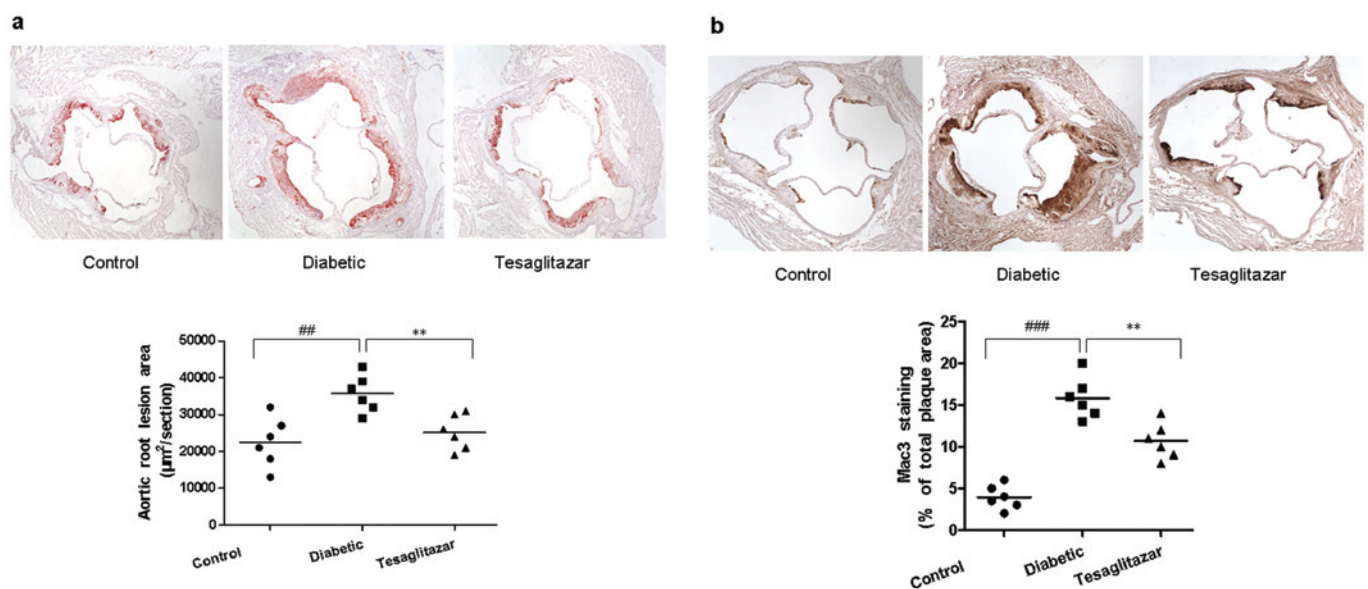 a
Control
Diabetic
Tesaglitazar
##
**
Aortic root lesion area
(µm²/section)
50000
40000
30000
20000
10000
0
Control
Diabetic
Tesaglitazar
b
Control
Diabetic
Tesaglitazar
###
**
Mac3 staining
(% of total plaque area)
25
20
15
10
5
0
Control
Diabetic
Tesaglitazar